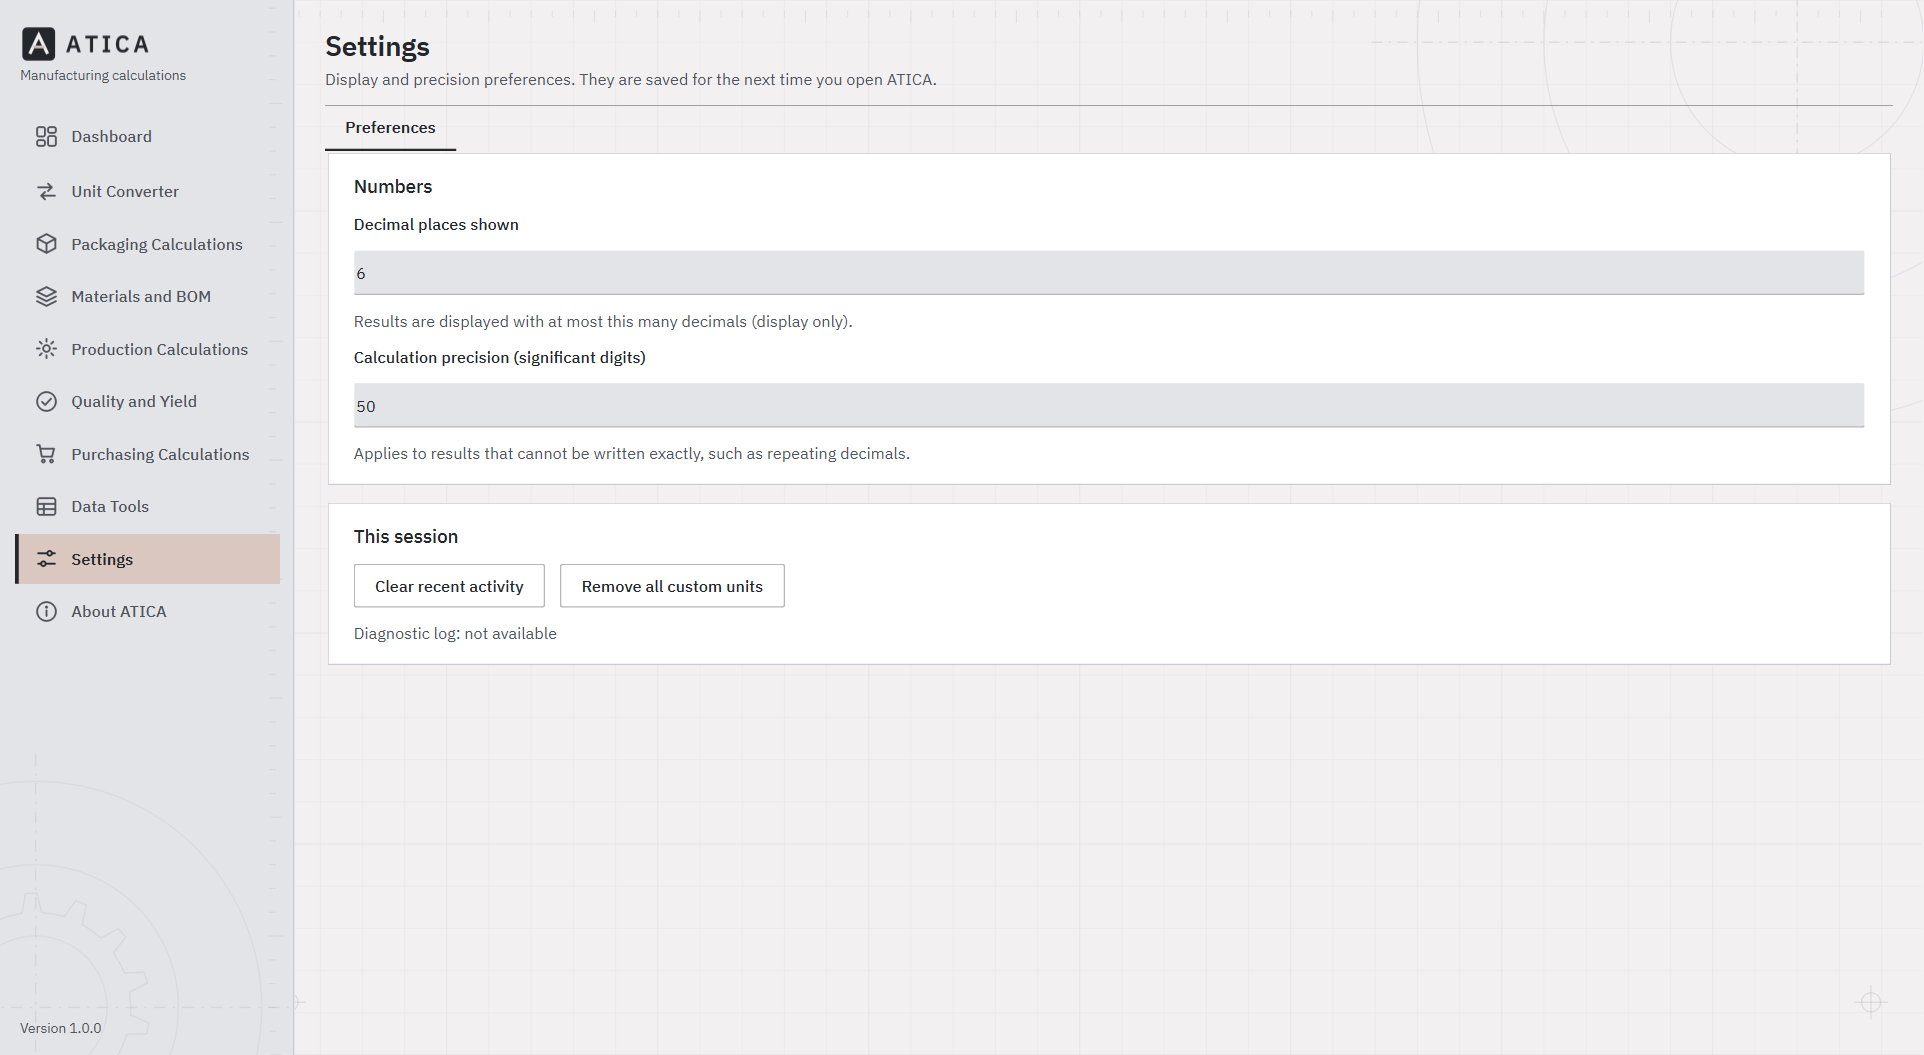 ATICA
Manufacturing calculations
Dashboard
Unit Converter
Packaging Calculations
Materials and BOM
Production Calculations
Quality and Yield
Purchasing Calculations
Data Tools
Settings
About ATICA
Version 1.0.0
Settings
Display and precision preferences. They are saved for the next time you open ATICA.
Preferences
Numbers
Decimal places shown
6
Results are displayed with at most this many decimals (display only).
Calculation precision (significant digits)
50
Applies to results that cannot be written exactly, such as repeating decimals.
This session
Clear recent activity
Remove all custom units
Diagnostic log: not available